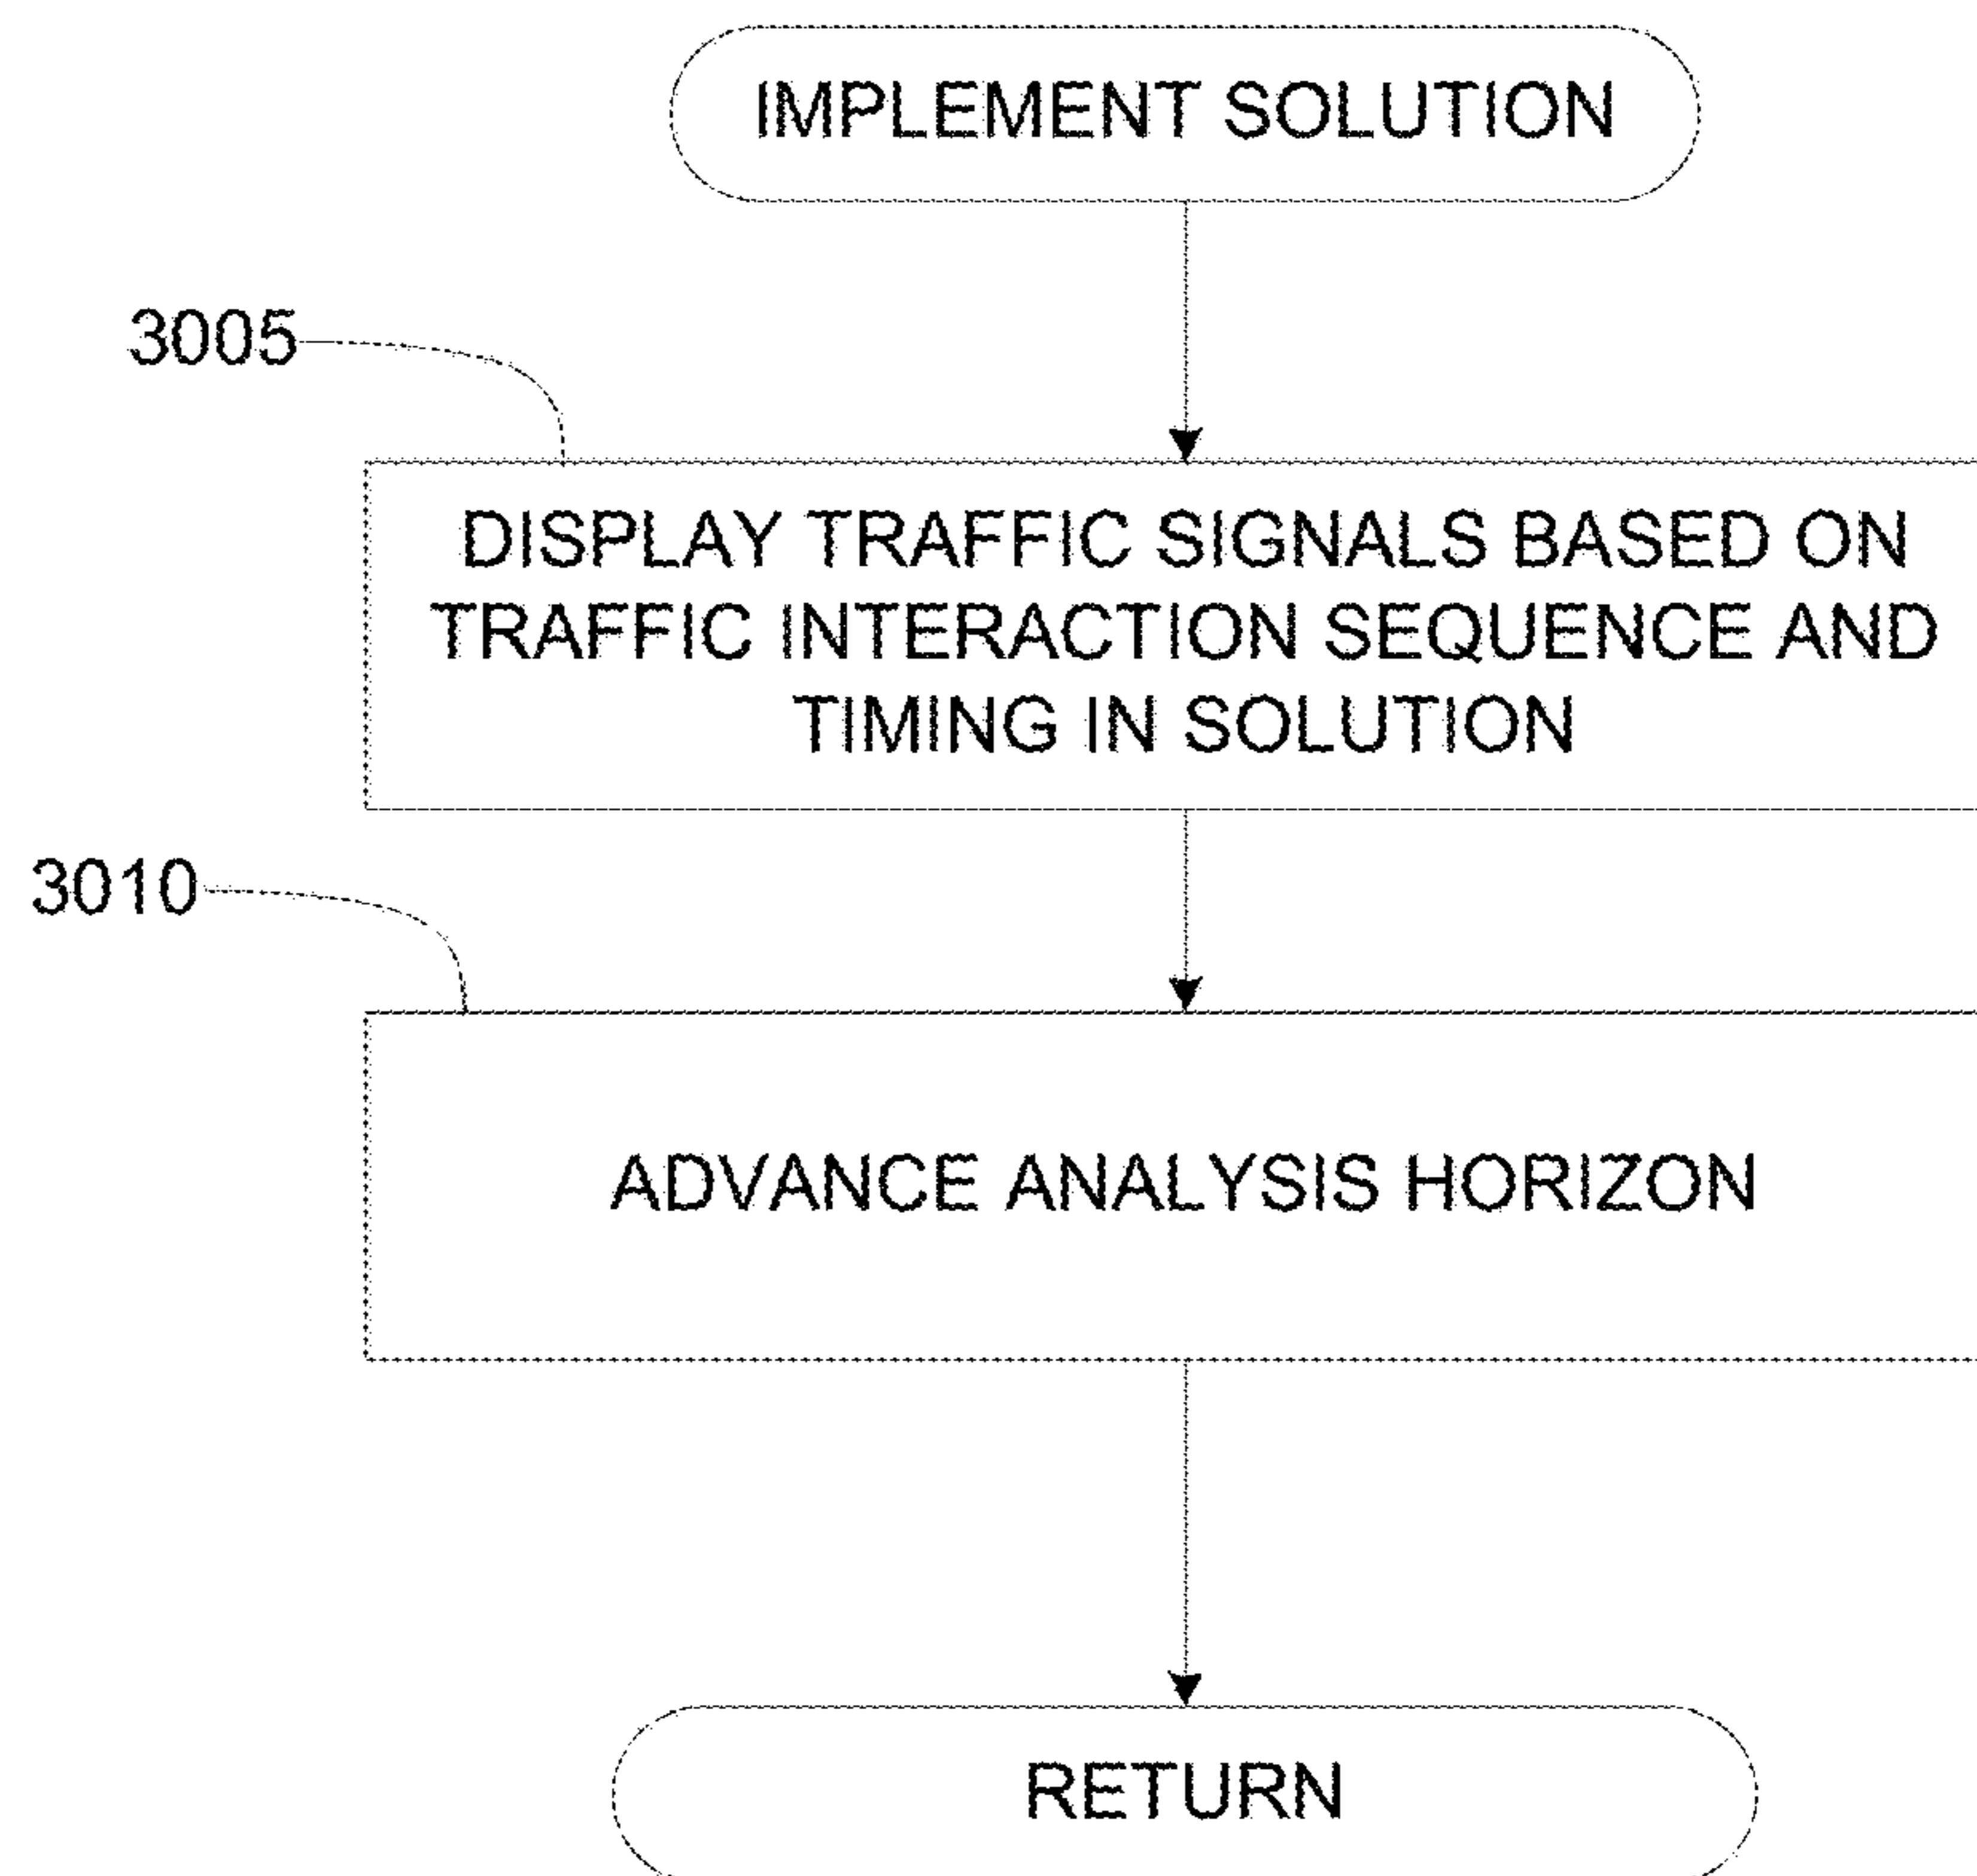 IMPLEMENT SOLUTION
3005
DISPLAY TRAFFIC SIGNALS BASED ON
TRAFFIC INTERACTION SEQUENCE AND
TIMING IN SOLUTION
3010
ADVANCE ANALYSIS HORIZON
RETURN